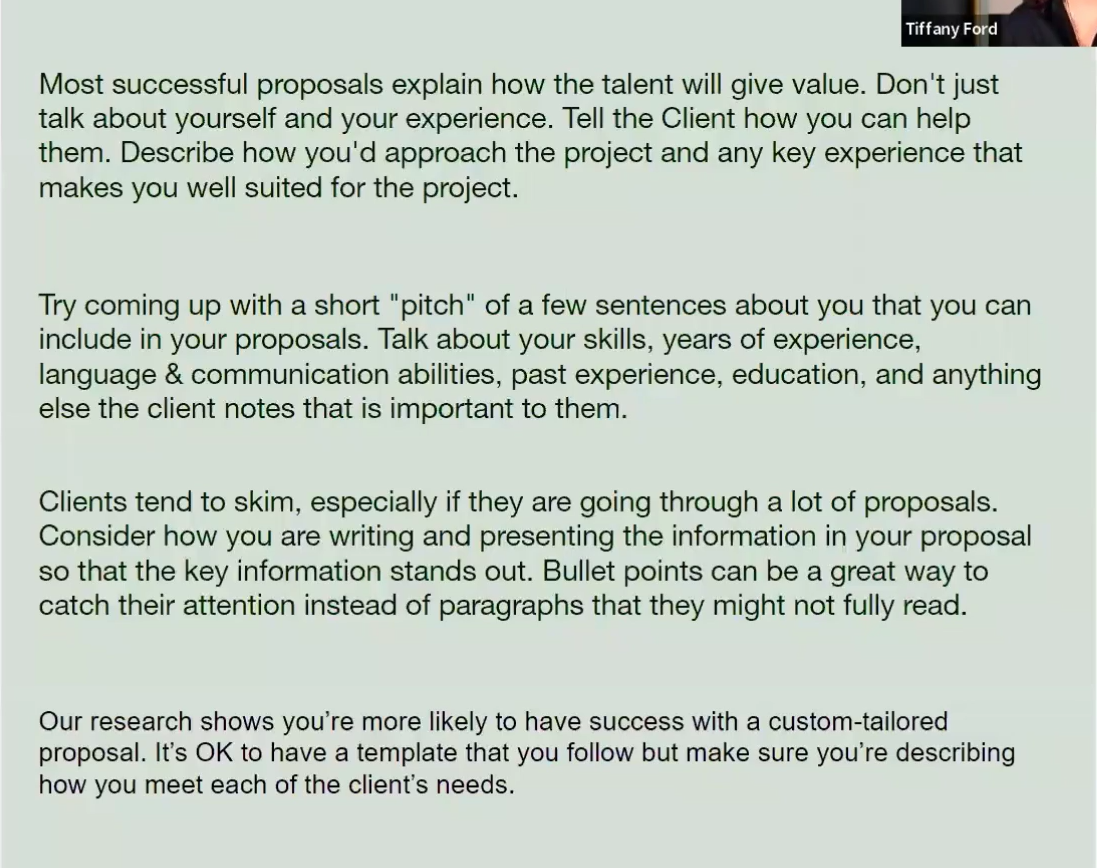 Tiffany Ford
Most successful proposals explain how the talent will give value. Don't just
talk about yourself and your experience. Tell the Client how you can help
them. Describe how you'd approach the project and any key experience that
makes you well suited for the project.
Try coming up with a short "pitch" of a few sentences about you that you can
include in your proposals. Talk about your skills, years of experience,
language & communication abilities, past experience, education, and anything
else the client notes that is important to them.
Clients tend to skim, especially if they are going through a lot of proposals.
Consider how you are writing and presenting the information in your proposal
so that the key information stands out. Bullet points can be a great way to
catch their attention instead of paragraphs that they might not fully read.
Our research shows you’re more likely to have success with a custom-tailored
proposal. It’s OK to have a template that you follow but make sure you’re describing
how you meet each of the client’s needs.